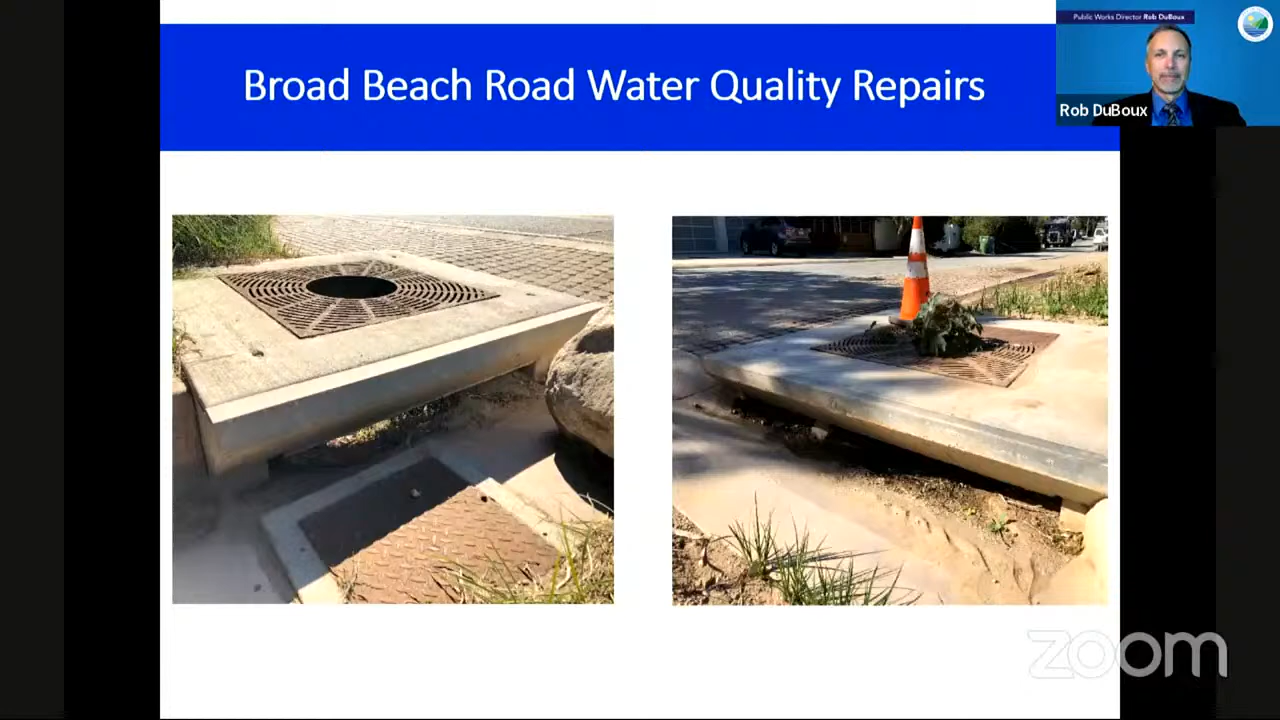 Public Works Director Rob DuBoux
Broad Beach Road Water Quality Repairs
Rob DuBoux
zoom